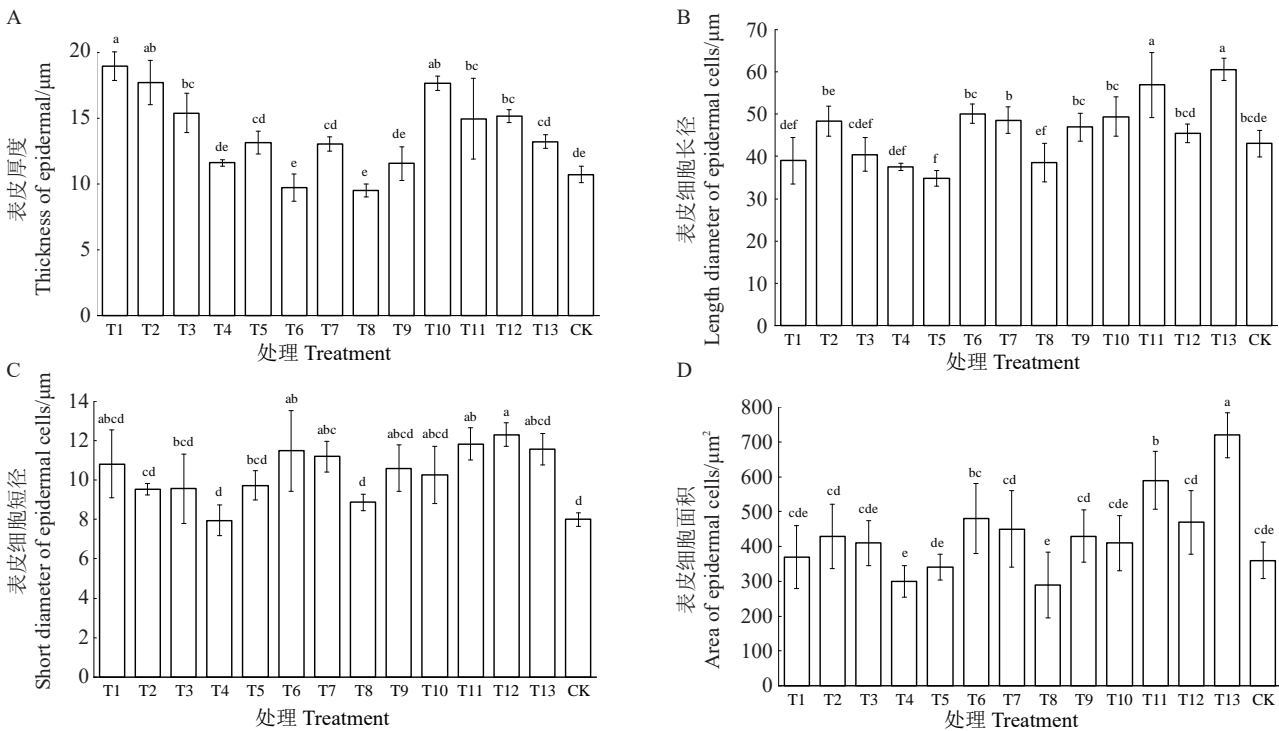 A
表皮厚度
Thickness of epidermal/μm
20
15
10
5
0
a
ab
bc
de
cd
e
cd
e
de
ab
bc
bc
cd
de
T1 T2 T3 T4 T5 T6 T7 T8 T9 T10 T11 T12 T13 CK
处理 Treatment
B
表皮细胞长径
Length diameter of epidermal cells/μm
70
60
50
40
30
20
10
0
def
be
cdef
def
f
bc
b
ef
bc
bc
a
bcd
a
bcde
T1 T2 T3 T4 T5 T6 T7 T8 T9 T10 T11 T12 T13 CK
处理 Treatment
C
表皮细胞短径
Short diameter of epidermal cells/μm
14
12
10
8
6
4
2
0
abcd
cd
bcd
d
bcd
ab
abc
d
abcd
abcd
ab
a
abcd
d
T1 T2 T3 T4 T5 T6 T7 T8 T9 T10 T11 T12 T13 CK
处理 Treatment
D
表皮细胞面积
Area of epidermal cells/μm²
800
700
600
500
400
300
200
100
0
cde
cd
cd
e
de
bc
cd
e
cd
cde
b
cd
a
cde
T1 T2 T3 T4 T5 T6 T7 T8 T9 T10 T11 T12 T13 CK
处理 Treatment